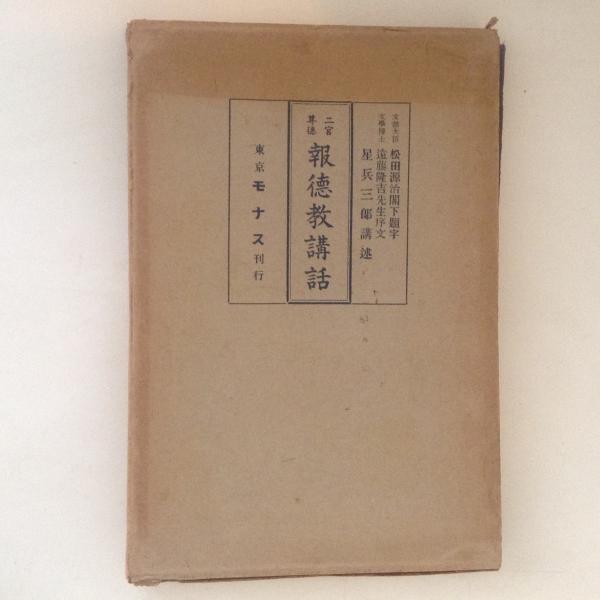 文部大臣 松田源治閣下題字
文學博士 遠藤隆吉先生序文
星兵三郎講述
二宮尊徳
報德教講話
東京モナス刊行